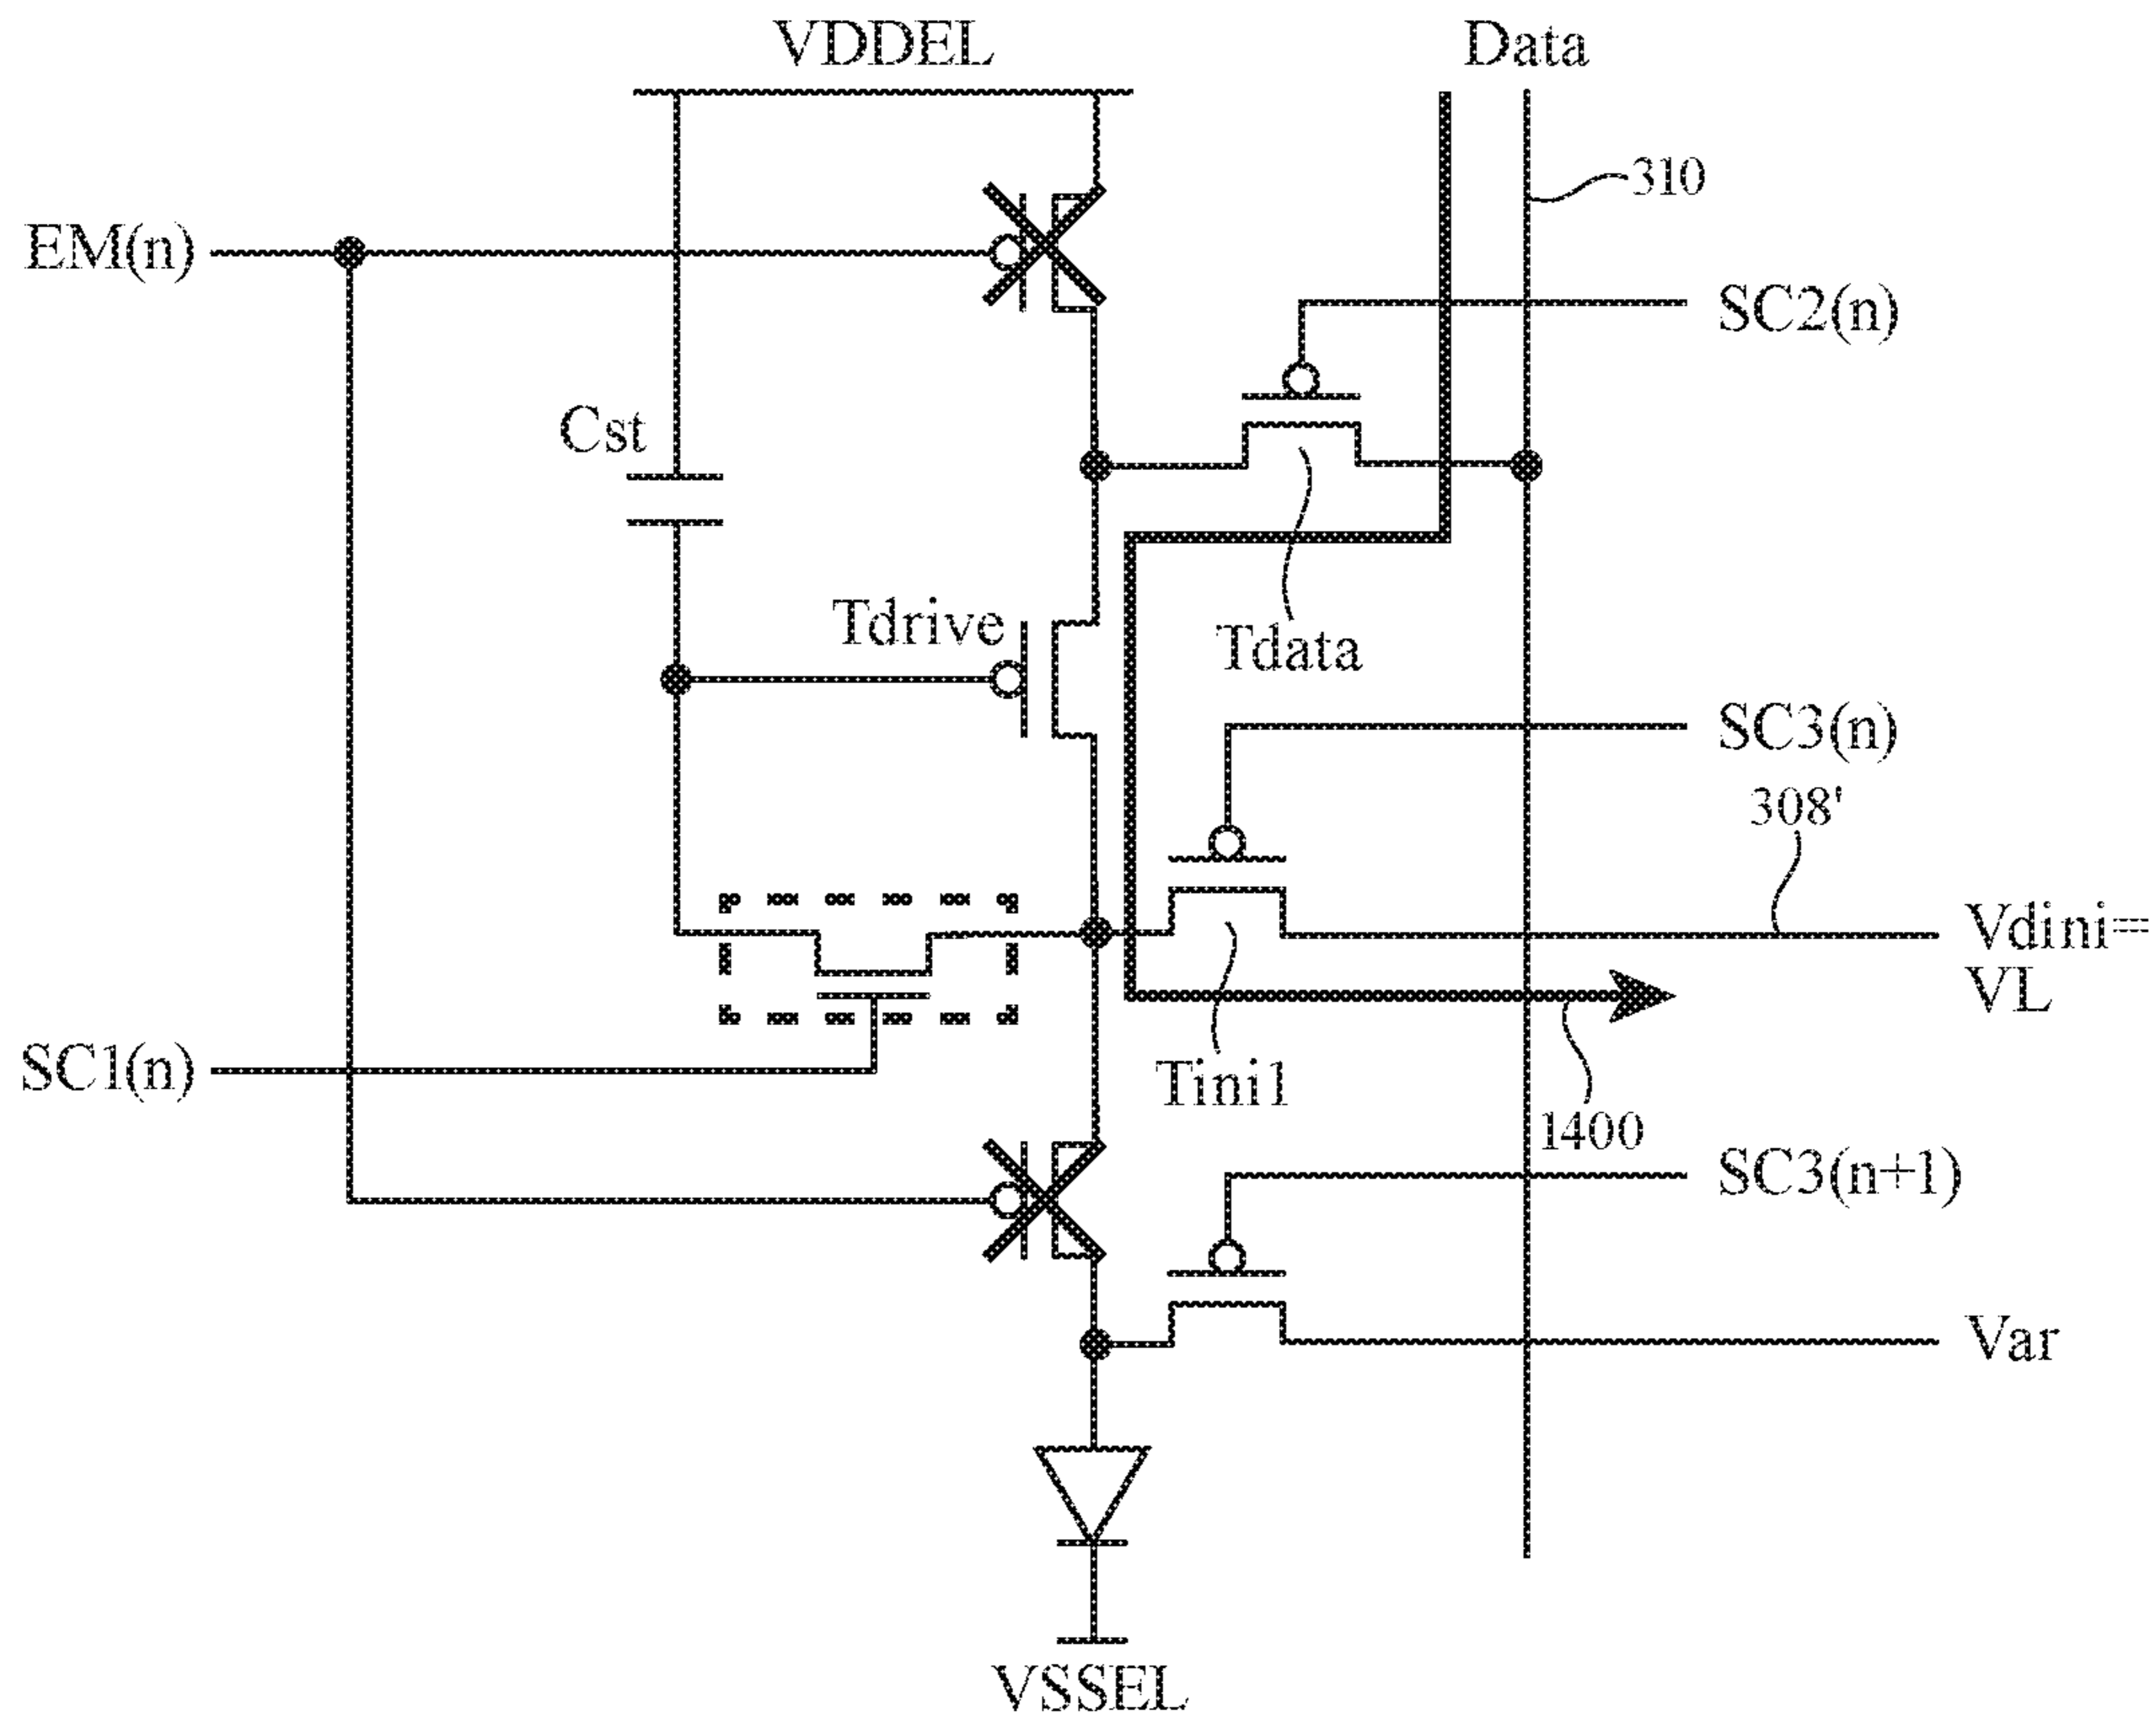 VDDEL
Data
310
EM(n)
SC2(n)
Cst
Tdrive
Tdata
SC3(n)
308'
Vdini=
VL
SC1(n)
Tini1
1400
SC3(n+1)
Var
VSSEL